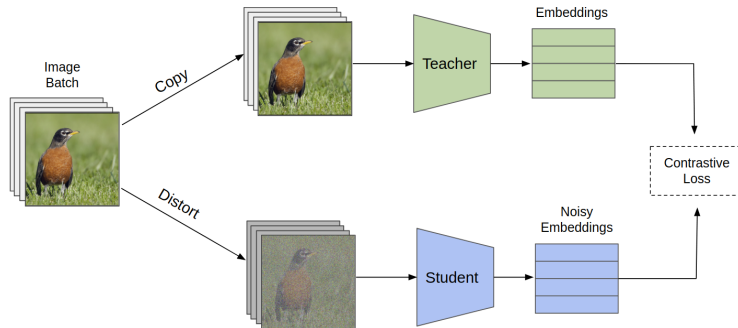 Image
Batch
Copy
Distort
Teacher
Embeddings
Student
Noisy
Embeddings
Contrastive
Loss